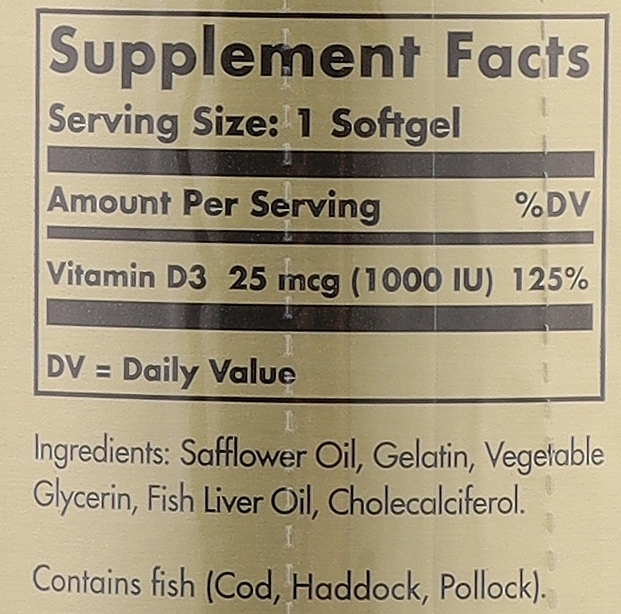 Supplement Facts
Serving Size: 1 Softgel
Amount Per Serving %DV
Vitamin D3 25 mcg (1000 IU) 125%
DV = Daily Value
Ingredients: Safflower Oil, Gelatin, Vegetable
Glycerin, Fish Liver Oil, Cholecalciferol.
Contains fish (Cod, Haddock, Pollock).